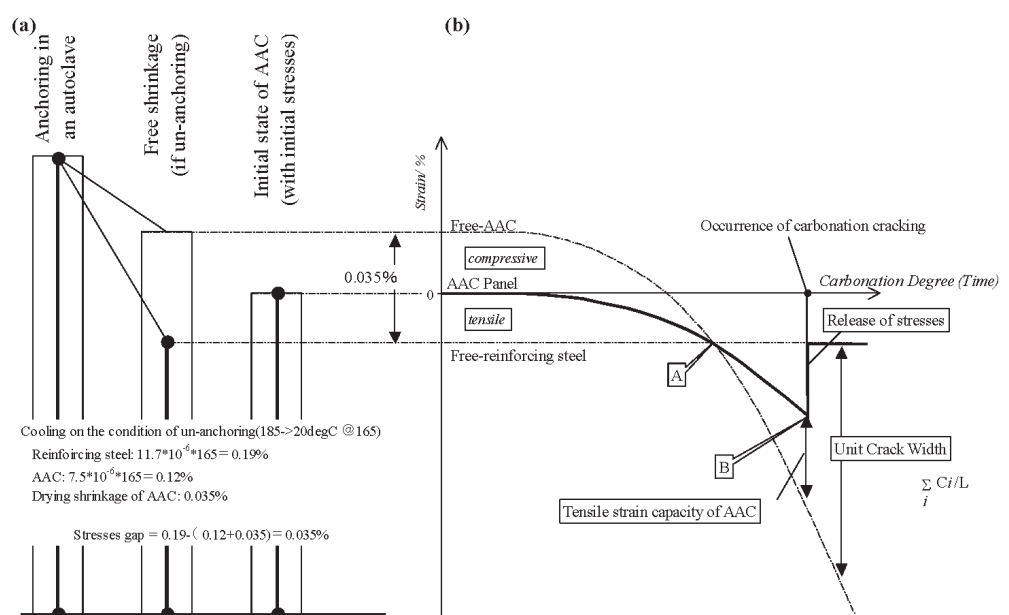 (a)
(b)
Anchoring in
an autoclave
Free shrinkage
(if un-anchoring)
Initial state of AAC
(with initial stresses)
Strain/ %
Free-AAC
Occurrence of carbonation cracking
compressive
0.035%
AAC Panel
Carbonation Degree (Time)
0
tensile
Release of stresses
Free-reinforcing steel
A
Cooling on the condition of un-anchoring(185->20degC @165)
Reinfoircing steel: 11.7*10-6*165=0.19%
AAC: 7.5*10-6*165=0.12%
Drying shrinkage of AAC: 0.035%
B
Unit Crack Width
Σ Ci/L
i
Tensile strain capacity of AAC
Stresses gap = 0.19-( 0.12+0.035)=0.035%